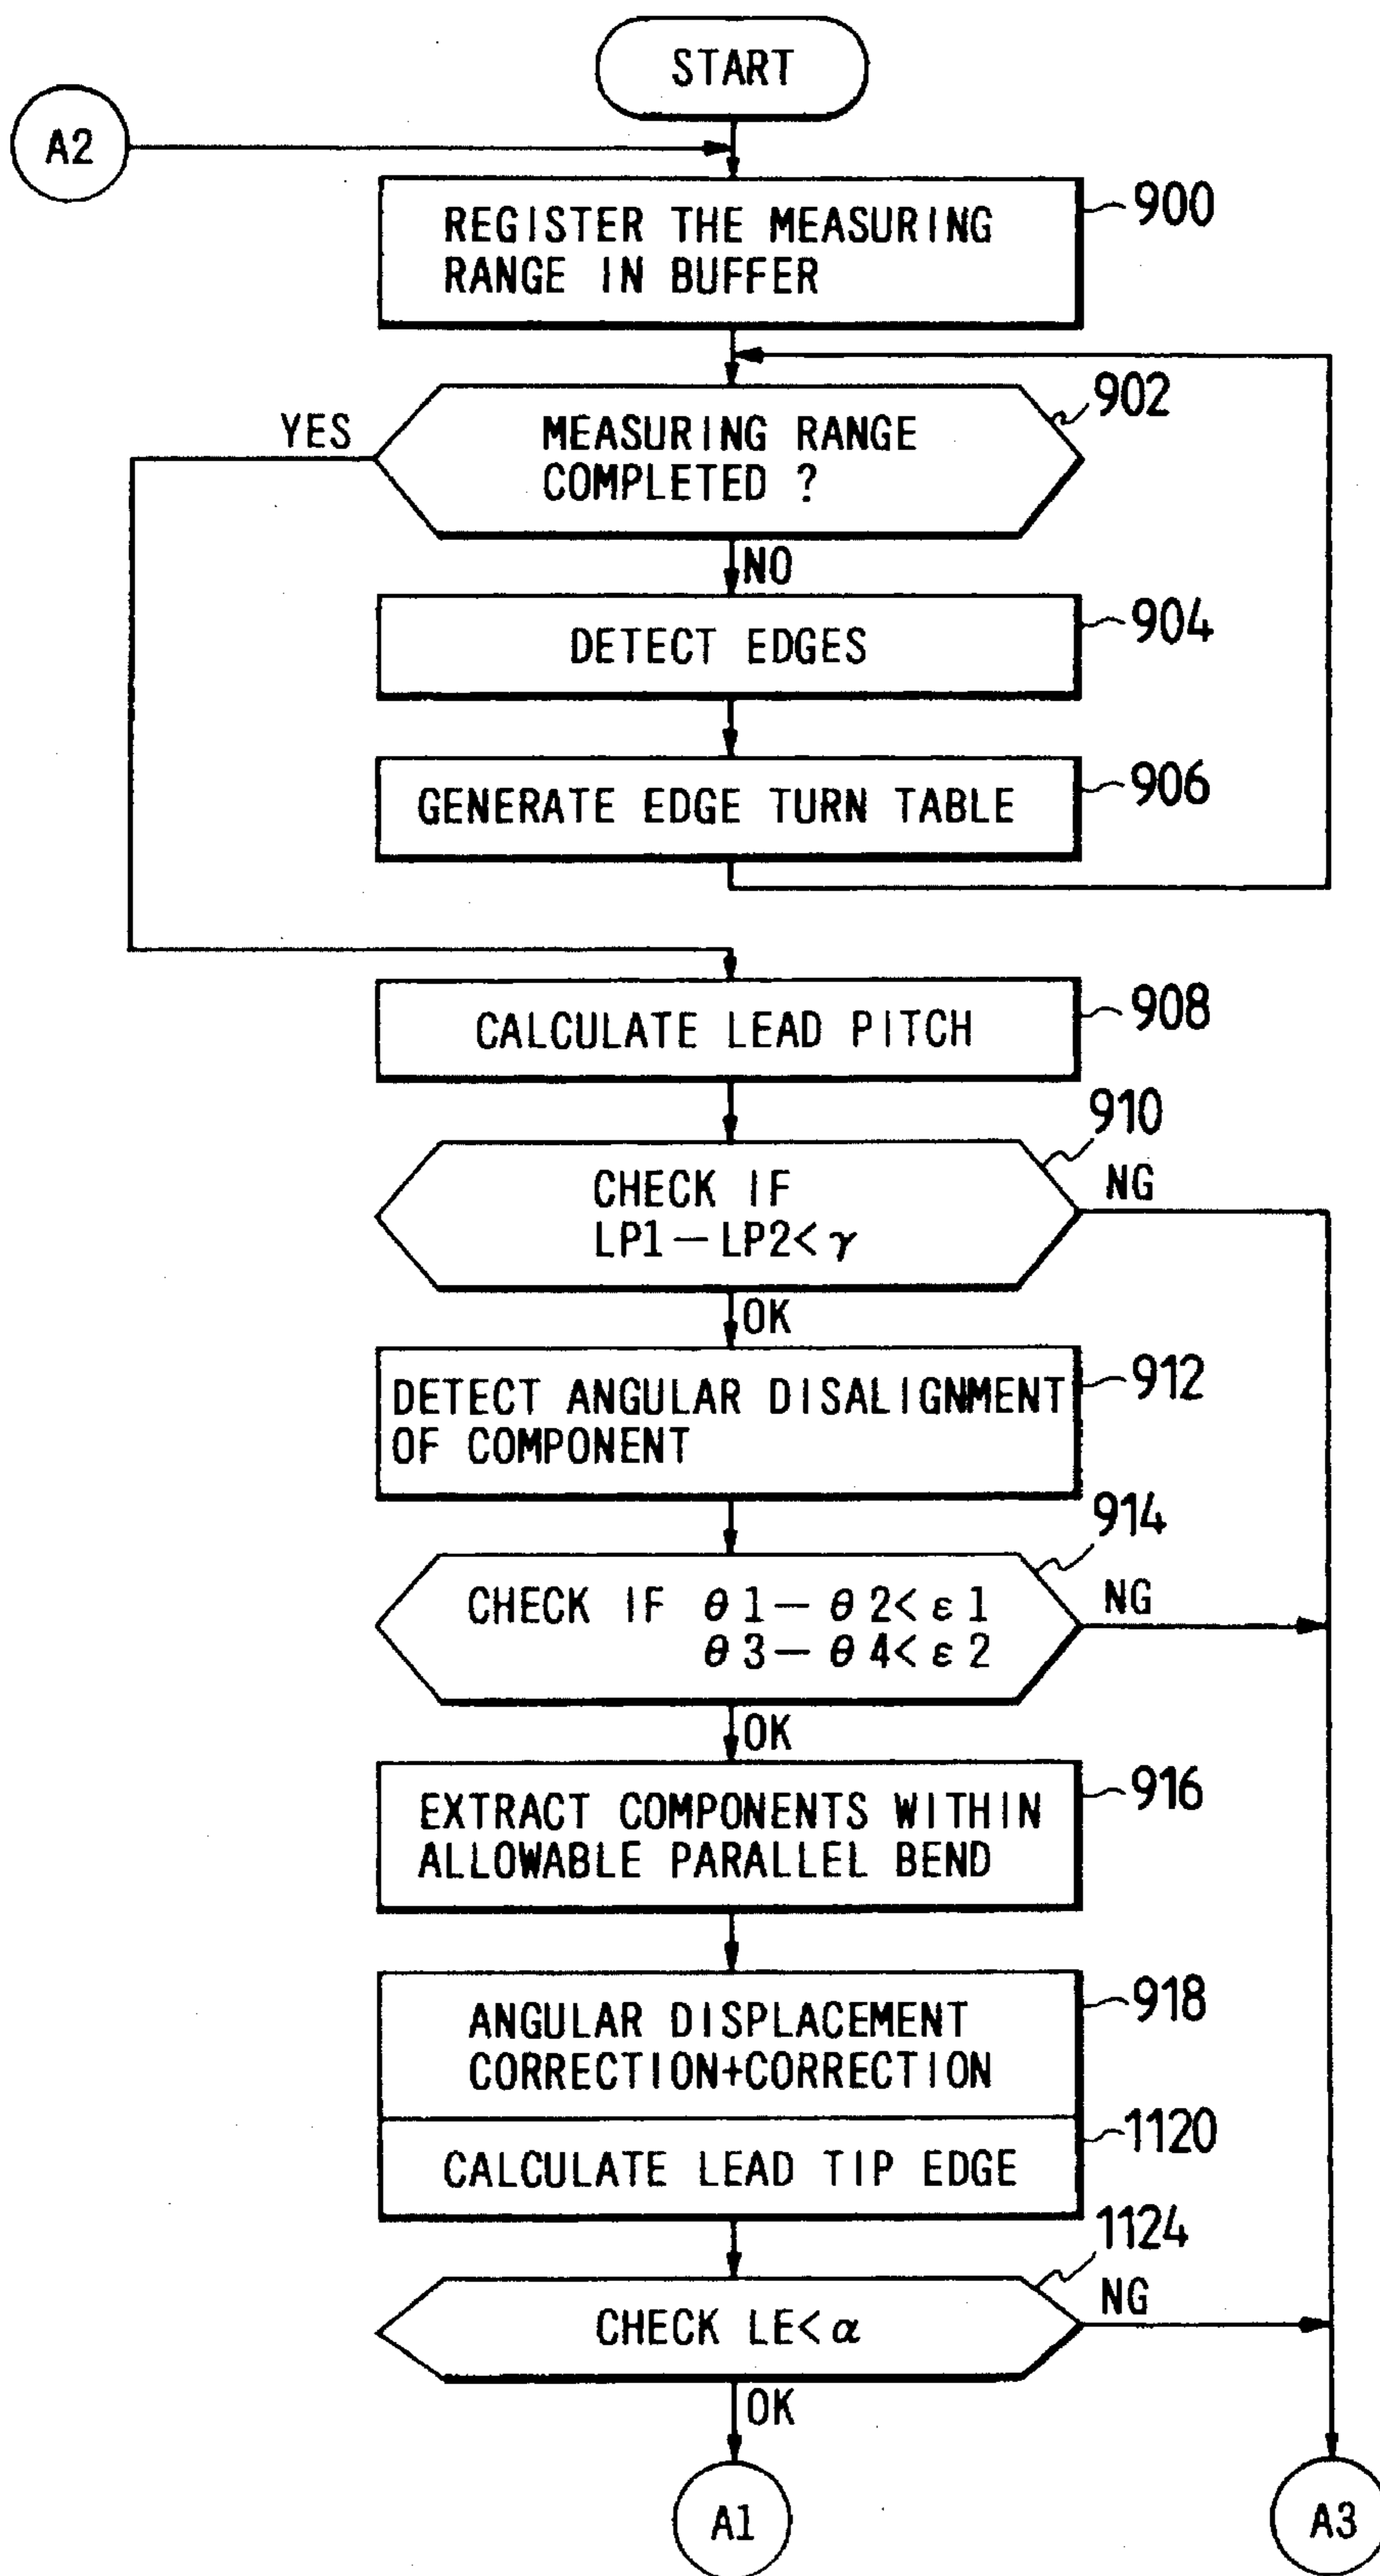 START
A2
REGISTER THE MEASURING
RANGE IN BUFFER
900
902
YES
MEASURING RANGE
COMPLETED ?
NO
DETECT EDGES
904
GENERATE EDGE TURN TABLE
906
CALCULATE LEAD PITCH
908
910
CHECK IF
LP1-LP2<γ
NG
OK
DETECT ANGULAR DISALIGNMENT
OF COMPONENT
912
914
CHECK IF θ1-θ2<ε1
θ3-θ4<ε2
NG
OK
EXTRACT COMPONENTS WITHIN
ALLOWABLE PARALLEL BEND
916
ANGULAR DISPLACEMENT
CORRECTION+CORRECTION
918
CALCULATE LEAD TIP EDGE
1120
1124
CHECK LE<α
NG
OK
A1
A3